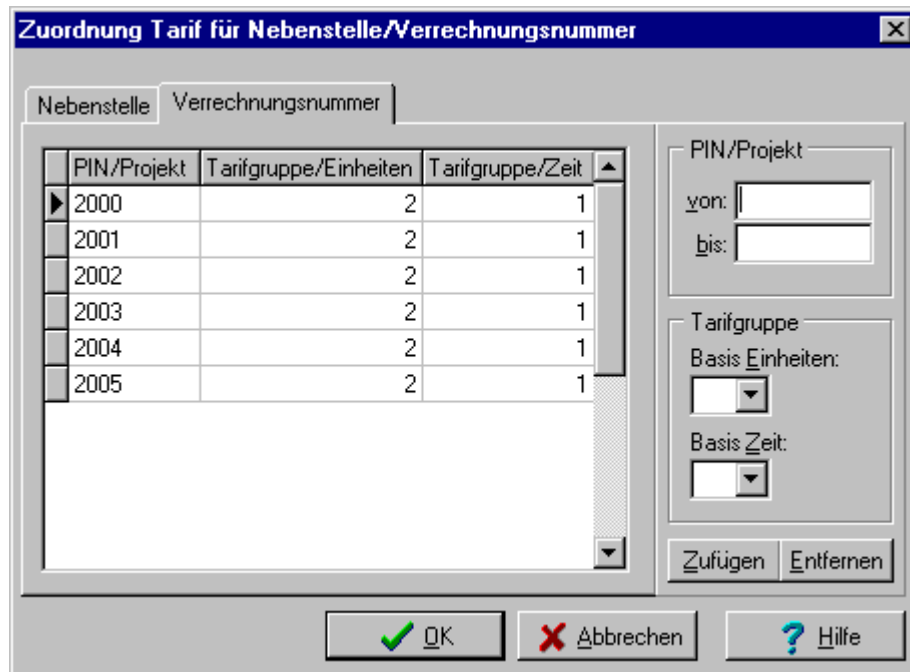 Zuordnung Tarif für Nebenstelle/Verrechnungsnummer
Nebenstelle Verrechnungsnummer
PIN/Projekt Tarifgruppe/Einheiten Tarifgruppe/Zeit
2000 2 1
2001 2 1
2002 2 1
2003 2 1
2004 2 1
2005 2 1
PIN/Projekt
von:
bis:
Tarifgruppe
Basis Einheiten:
Basis Zeit:
Zufügen Entfernen
OK Abbrechen Hilfe